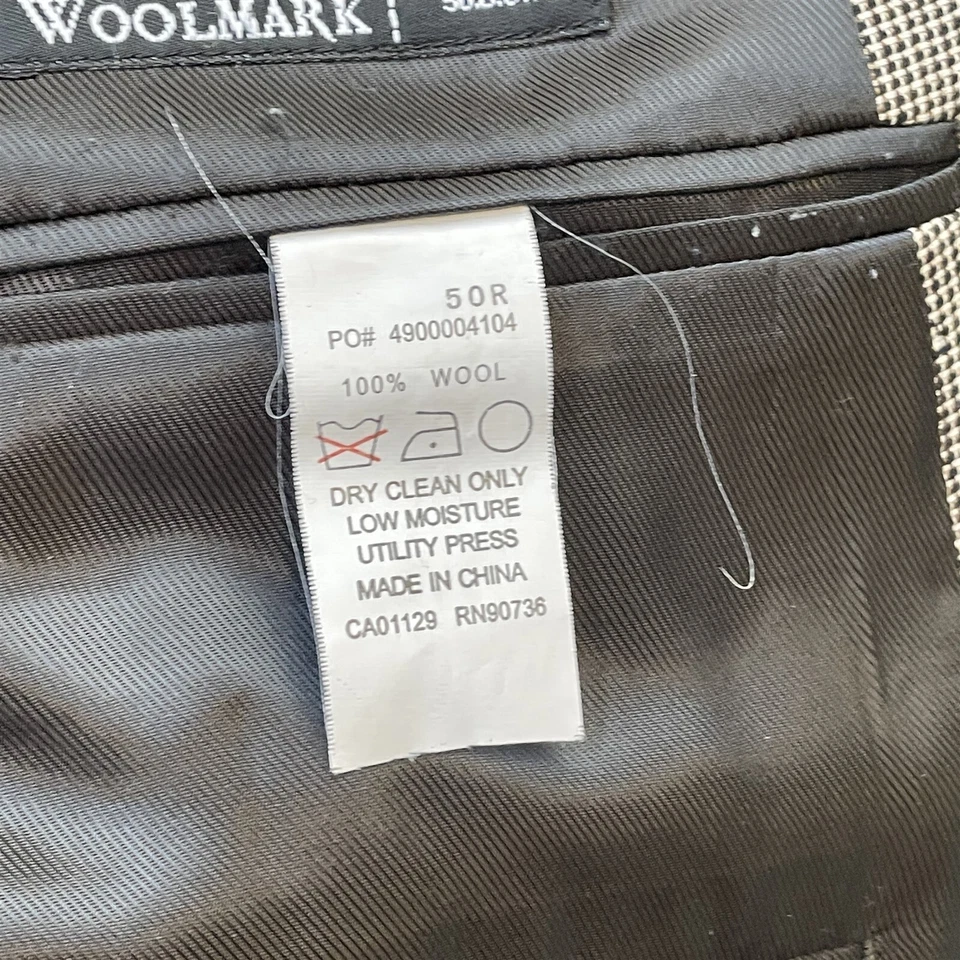 WOOLMARK
50R
PO# 4900004104
100% WOOL
DRY CLEAN ONLY
LOW MOISTURE
UTILITY PRESS
MADE IN CHINA
CA01129 RN90736